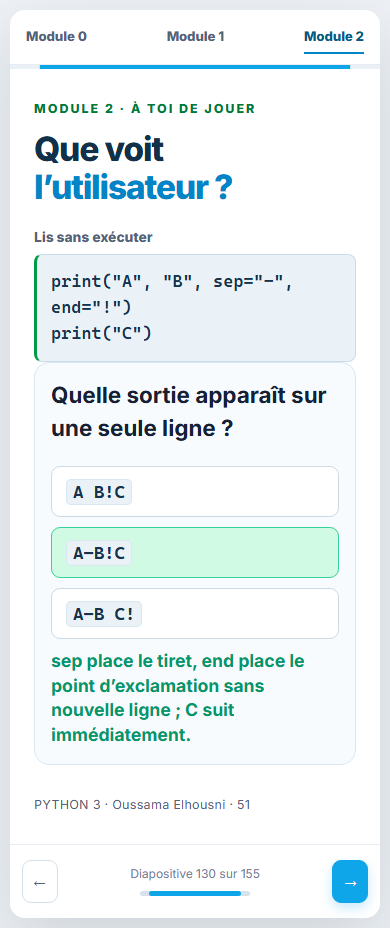 Module 0
Module 1
Module 2
MODULE 2 · À TOI DE JOUER
Que voit
l’utilisateur ?
Lis sans exécuter
print("A", "B", sep="−",
end="!")
print("C")
Quelle sortie apparaît sur
une seule ligne ?
A B!C
A−B!C
A−B C!
sep place le tiret, end place le
point d’exclamation sans
nouvelle ligne ; C suit
immédiatement.
PYTHON 3 · Oussama Elhousni · 51
←
Diapositive 130 sur 155
→